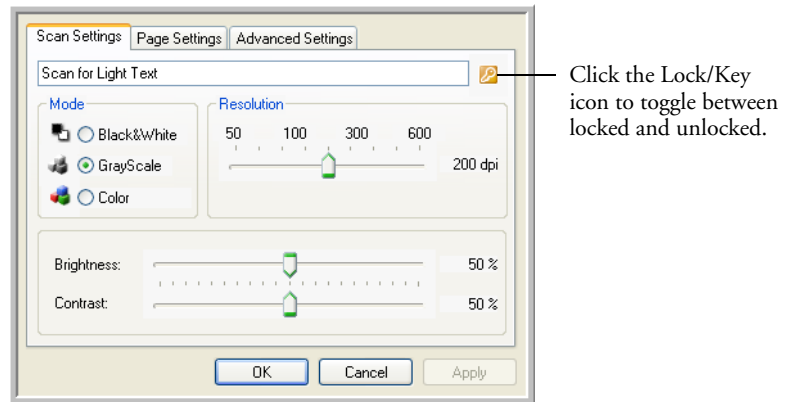 Scan Settings Page Settings Advanced Settings
Scan for Light Text
Click the Lock/Key
icon to toggle between
locked and unlocked.
Mode
Black&White
GrayScale
Color
Resolution
50 100 300 600
200 dpi
Brightness: 50 %
Contrast: 50 %
OK Cancel Apply